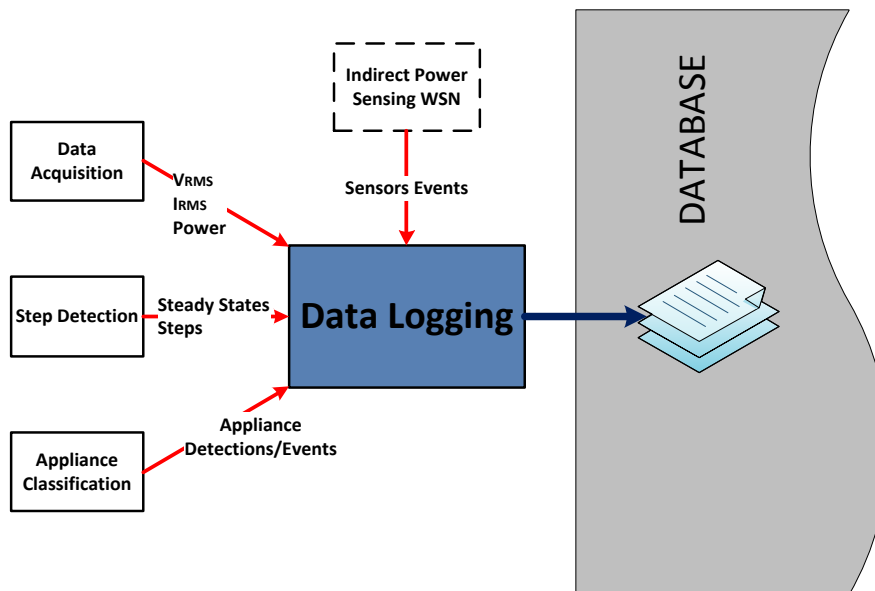 Indirect Power
Sensing WSN
DATABASE
Data
Acquisition
VRMS
IRMS
Power
Sensors Events
Step Detection
Steady States
Steps
Data Logging
Appliance
Detections/Events
Appliance
Classification